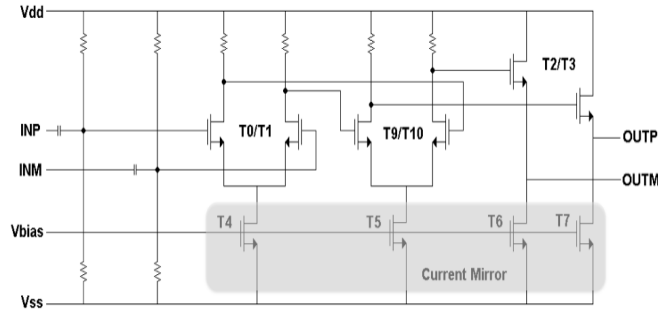 Vdd
T2/T3
INP
T0/T1
T9/T10
OUTP
INM
OUTM
Vbias
T4
T5
T6
T7
Current Mirror
Vss